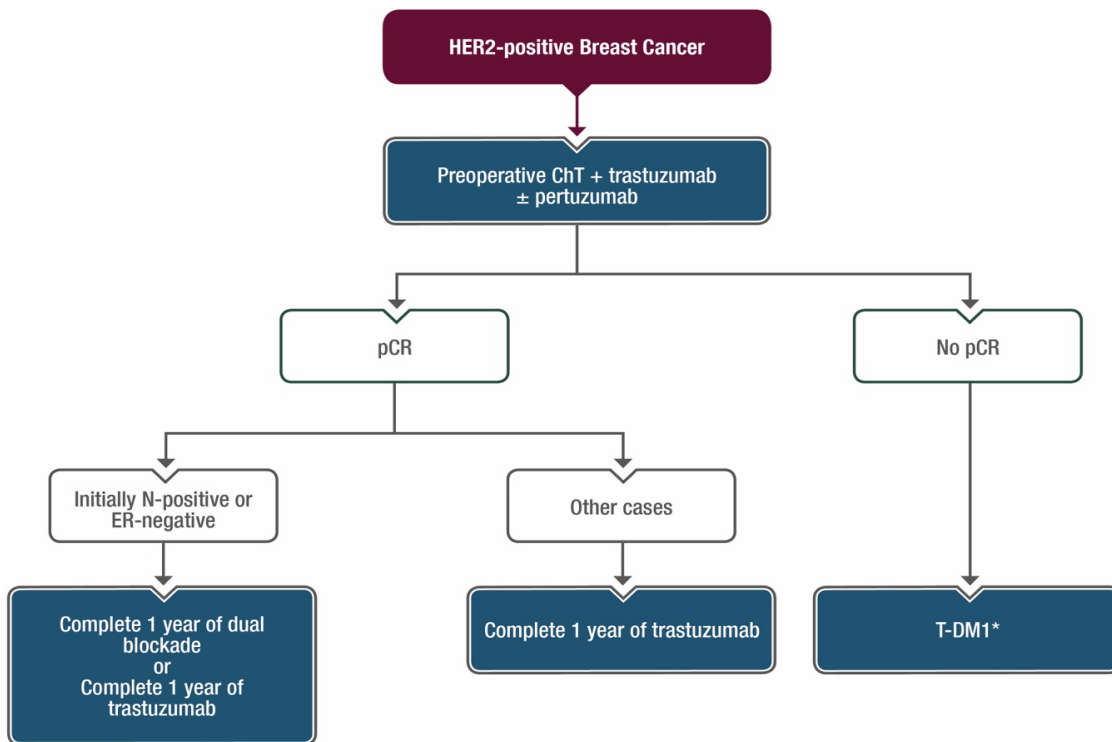 HER2-positive Breast Cancer
Preoperative ChT + trastuzumab
± pertuzumab
pCR
No pCR
Initially N-positive or
ER-negative
Other cases
Complete 1 year of dual
blockade
or
Complete 1 year of
trastuzumab
Complete 1 year of trastuzumab
T-DM1*